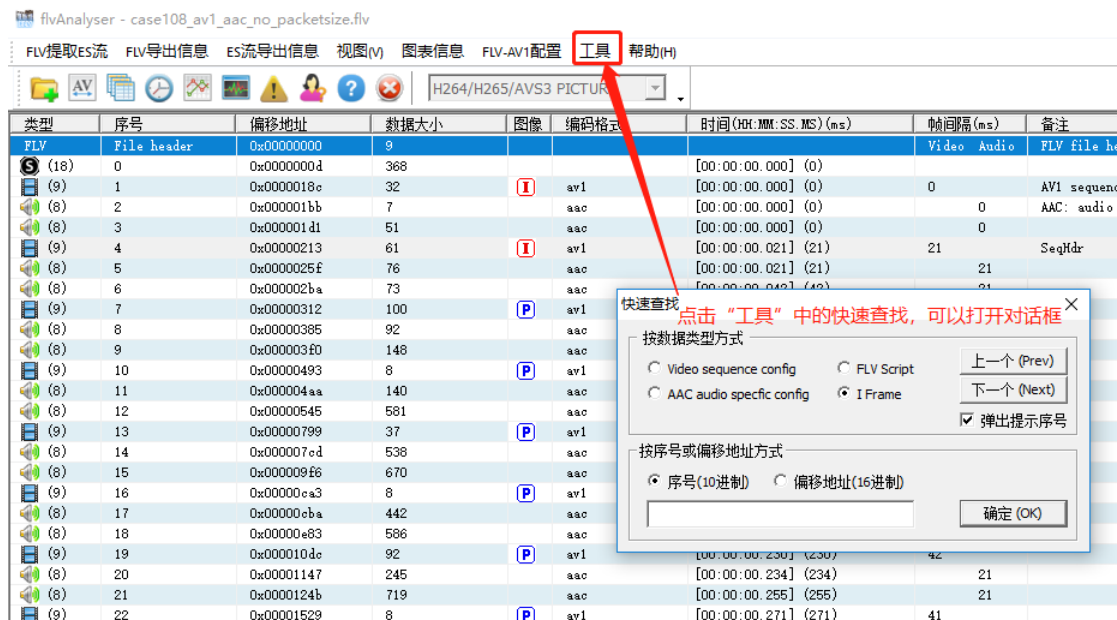 flvAnalyser - case108_av1_aac_no_packetsize.flv
FLV提取ES流 FLV导出信息 ES流导出信息 视图(V) 图表信息 FLV-AV1配置 工具 帮助(H)
AV H264/H265/AVS3 PICTUR
类型 序号 偏移地址 数据大小 图像 编码格式 时间(HH:MM:SS.MS)(ms) 帧间隔(ms) 备注
FLV File header 0x00000000 9 Video Audio FLV file he
S (18) 0 0x0000000d 368 [00:00:00.000] (0)
(9) 1 0x0000018c 32 I av1 [00:00:00.000] (0) 0 AV1 sequenc
(8) 2 0x000001bb 7 aac [00:00:00.000] (0) 0 AAC: audio
(8) 3 0x000001d1 51 aac [00:00:00.000] (0) 0
(9) 4 0x00000213 61 I av1 [00:00:00.021] (21) 21 SeqHdr
(8) 5 0x0000025f 76 aac [00:00:00.021] (21) 21
(8) 6 0x000002ba 73 aac [00:00:00.042] (42) 21
(9) 7 0x00000312 100 P av1
(8) 8 0x00000385 92 aac
(8) 9 0x000003f0 148 aac
(9) 10 0x00000493 8 P av1
(8) 11 0x000004aa 140 aac
(8) 12 0x00000545 581 aac
(9) 13 0x00000799 37 P av1
(8) 14 0x000007cd 538 aac
(8) 15 0x000009f6 670 aac
(9) 16 0x00000ca3 8 P av1
(8) 17 0x00000cba 442 aac
(8) 18 0x00000e83 586 aac
(9) 19 0x000010dc 92 P av1 [00:00:00.230] (230) 42
(8) 20 0x00001147 245 aac [00:00:00.234] (234) 21
(8) 21 0x0000124b 719 aac [00:00:00.255] (255) 21
(9) 22 0x00001529 8 P av1 [00:00:00.271] (271) 41
快速查找
点击“工具”中的快速查找，可以打开对话框
按数据类型方式
Video sequence config FLV Script 上一个 (Prev)
AAC audio specfic config I Frame 下一个 (Next)
弹出提示序号
按序号或偏移地址方式
序号(10进制) 偏移地址(16进制)
确定 (OK)